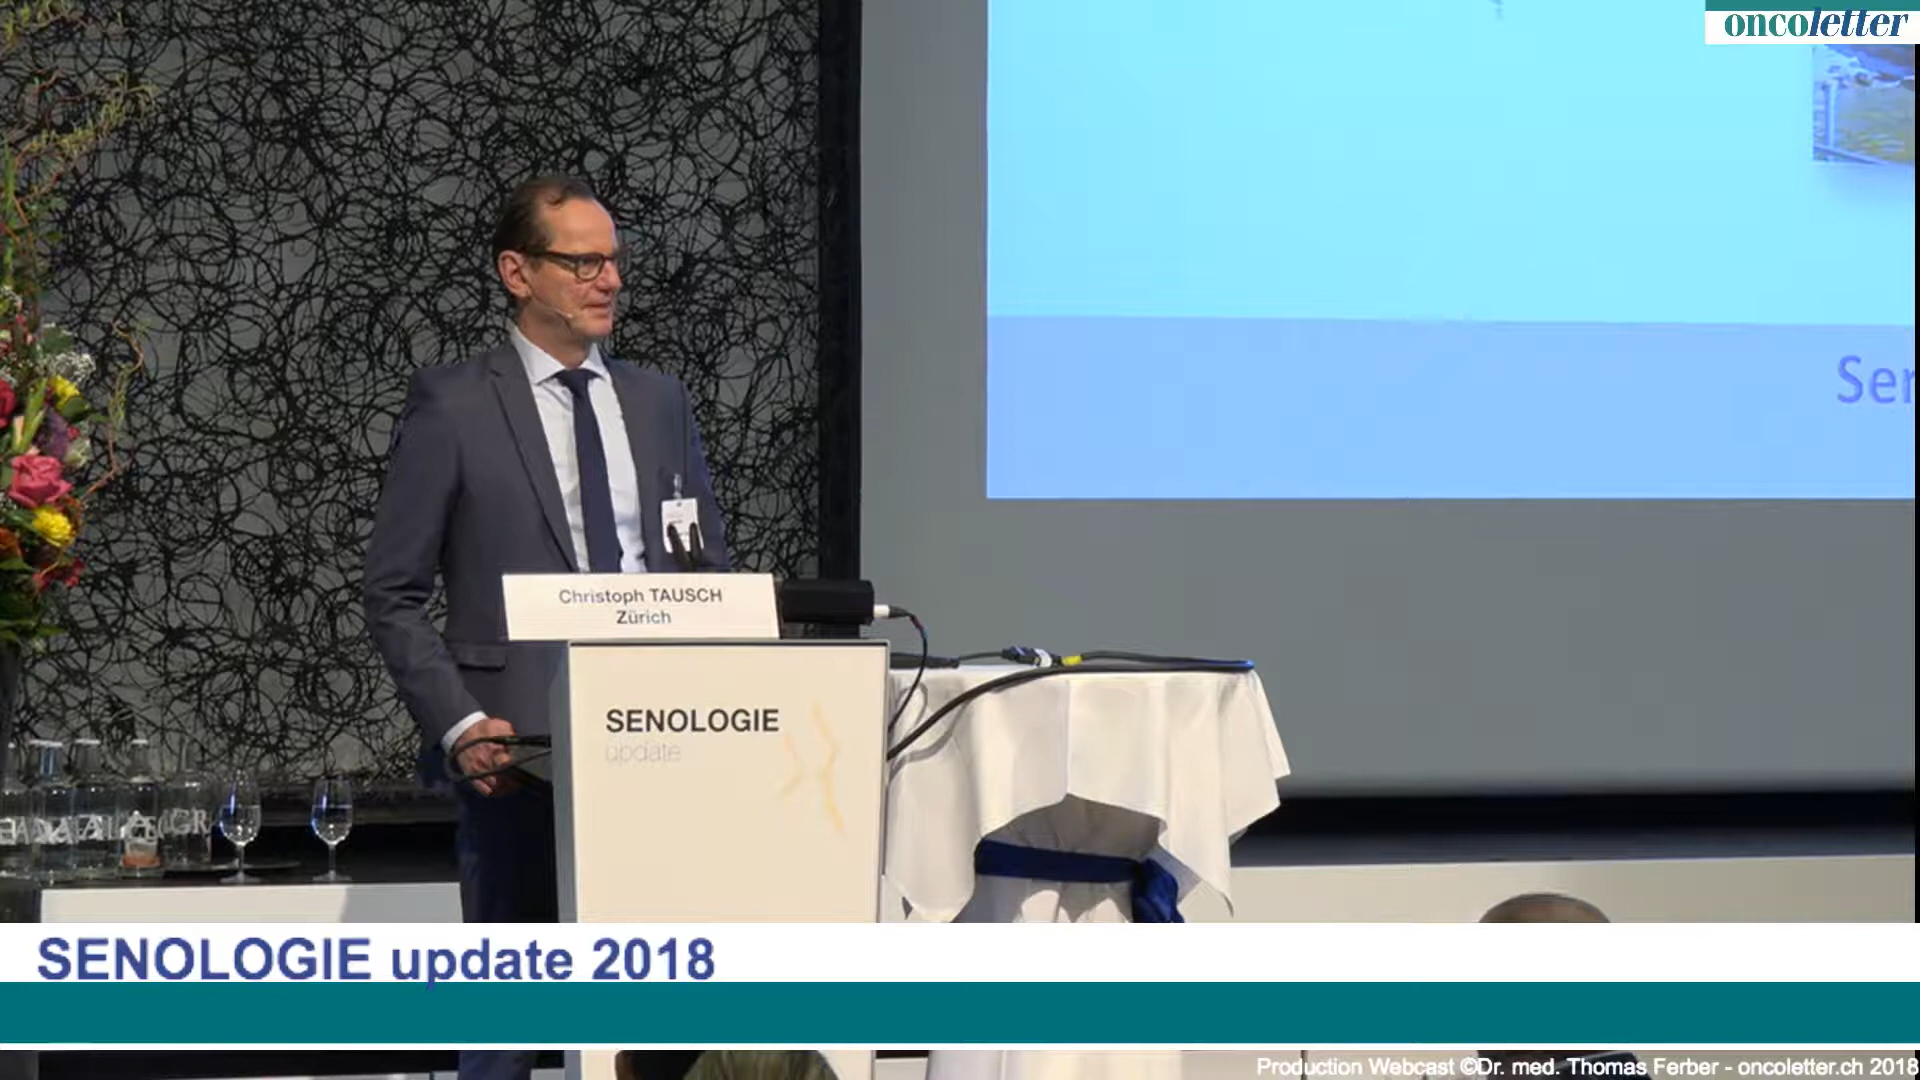 oncoletter
Ser
Christoph TAUSCH
Zürich
SENOLOGIE
update
SENOLOGIE update 2018
Production Webcast ©Dr. med. Thomas Ferber - oncoletter.ch 2018